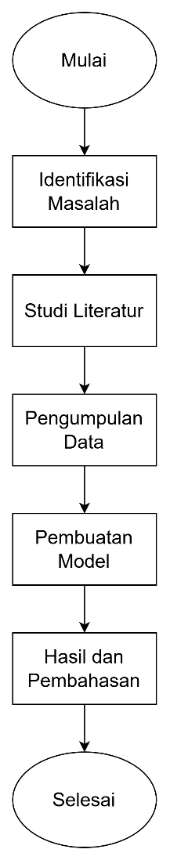 Mulai
Identifikasi
Masalah
Studi Literatur
Pengumpulan
Data
Pembuatan
Model
Hasil dan
Pembahasan
Selesai